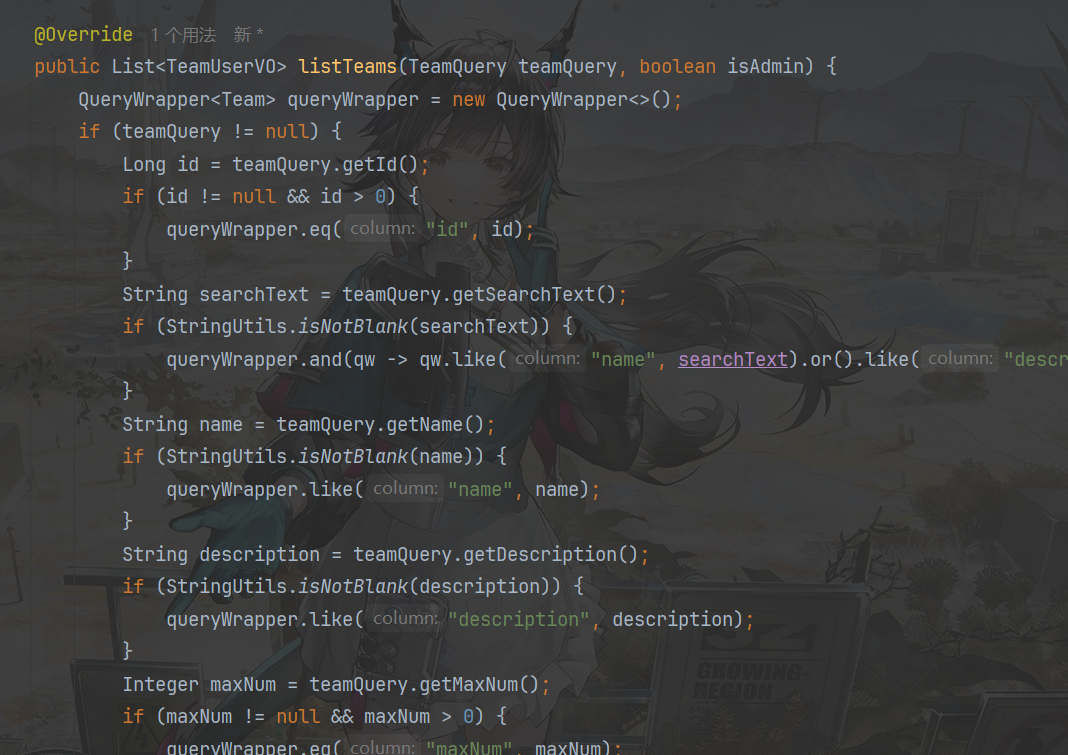 @Override 1 个用法 新 *
public List<TeamUserVO> listTeams(TeamQuery teamQuery, boolean isAdmin) {
    QueryWrapper<Team> queryWrapper = new QueryWrapper<>();
    if (teamQuery != null) {
        Long id = teamQuery.getId();
        if (id != null && id > 0) {
            queryWrapper.eq( column: "id", id);
        }
        String searchText = teamQuery.getSearchText();
        if (StringUtils.isNotBlank(searchText)) {
            queryWrapper.and(qw -> qw.like( column: "name", searchText).or().like( column: "descr
        }
        String name = teamQuery.getName();
        if (StringUtils.isNotBlank(name)) {
            queryWrapper.like( column: "name", name);
        }
        String description = teamQuery.getDescription();
        if (StringUtils.isNotBlank(description)) {
            queryWrapper.like( column: "description", description);
        }
        Integer maxNum = teamQuery.getMaxNum();
        if (maxNum != null && maxNum > 0) {
            queryWrapper.eq( column: "maxNum", maxNum);
GROWING-
REGION